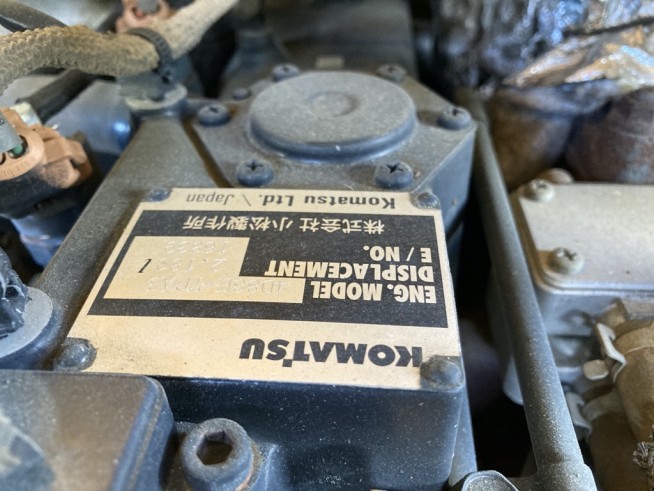 KOMATSU
ENG. MODEL
DISPLACEMENT
E / NO.
株式会社 小松製作所
Komatsu Ltd. \ Japan